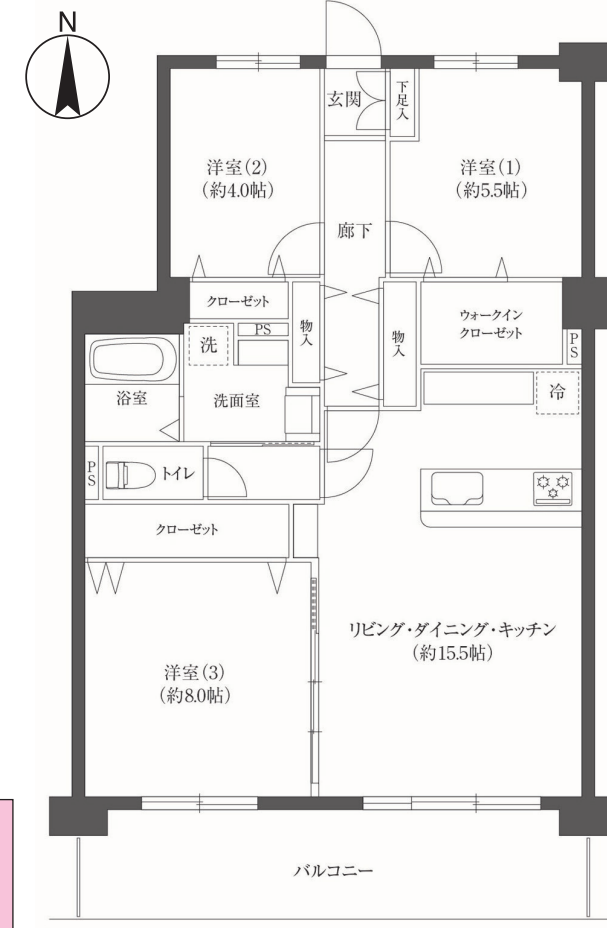 N
玄関
下足入
洋室(2)
(約4.0帖)
洋室(1)
(約5.5帖)
廊下
クローゼット
物入
物入
ウォークイン
クローゼット
PS
PS
洗
冷
浴室
洗面室
PS
トイレ
クローゼット
リビング・ダイニング・キッチン
(約15.5帖)
洋室(3)
(約8.0帖)
バルコニー